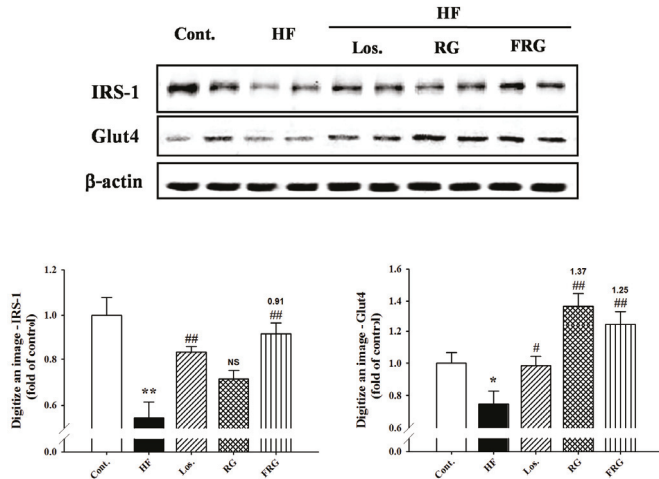 HF
Cont. HF Los. RG FRG
IRS-1
Glut4
β-actin
Digitize an image - IRS-1
(fold of control)
1.2
1.0
0.8
0.6
0.0
**
##
NS
0.91
##
Cont. HF Los. RG FRG
Digitize an image - Glut4
(fold of control)
1.6
1.4
1.2
1.0
0.8
0.6
0.0
*
#
1.37
##
1.25
##
Cont. HF Los. RG FRG